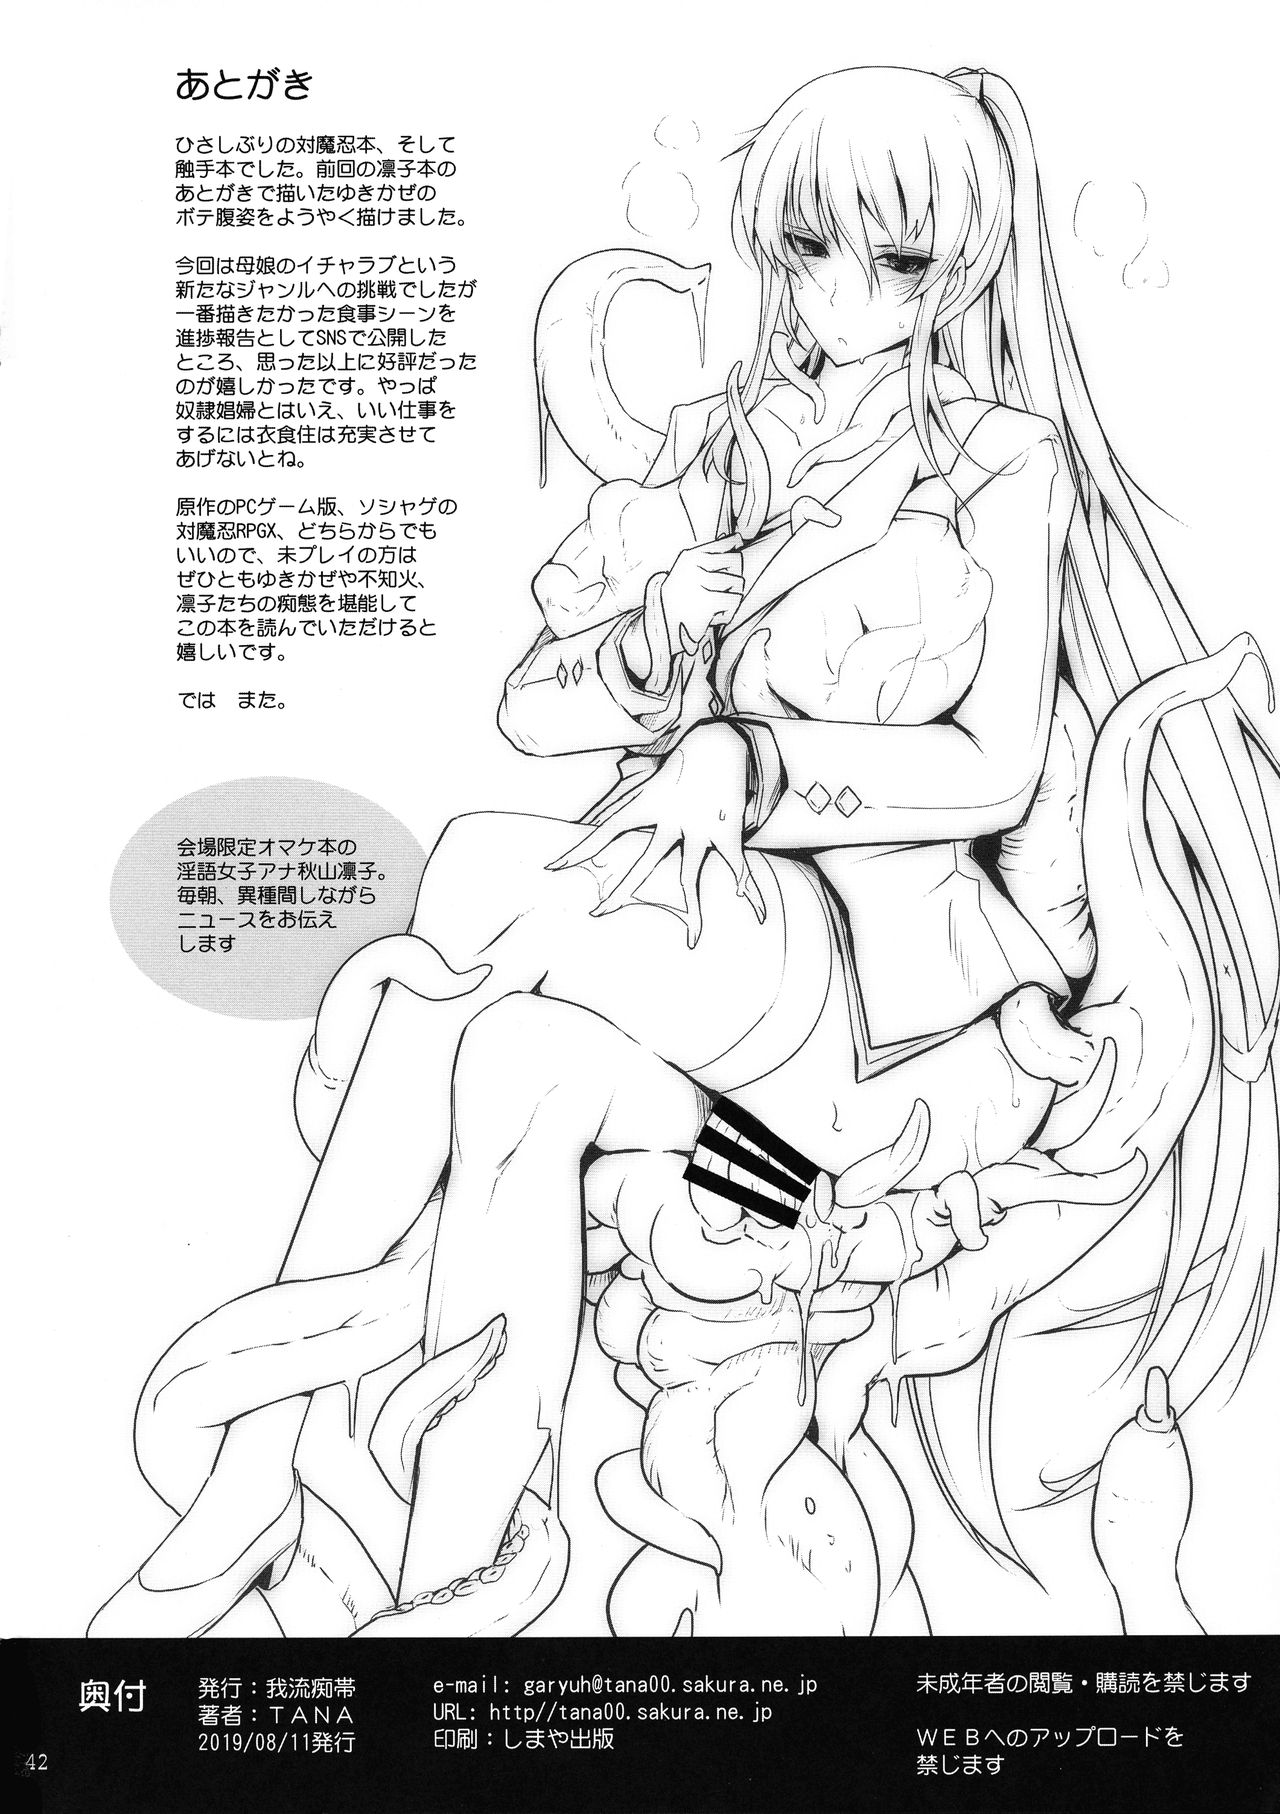 あとがき
ひさしぶりの対魔忍本、そして
触手本でした。前回の凛子本の
あとがきで描いたゆきかぜの
ボテ腹姿をようやく描けました。
今回は母娘のイチャラブという
新たなジャンルへの挑戦でしたが
一番描きたかった食事シーンを
進捗報告としてSNSで公開した
ところ、思った以上に好評だった
のが嬉しかったです。やっぱ
奴隷娼婦とはいえ、いい仕事を
するには衣食住は充実させて
あげないとね。
原作のPCゲーム版、ソシャゲの
対魔忍RPGX、どちらからでも
いいので、未プレイの方は
ぜひともゆきかぜや不知火、
凛子たちの痴態を堪能して
この本を読んでいただけると
嬉しいです。
では　また。
会場限定オマケ本の
淫語女子アナ秋山凛子。
毎朝、異種間しながら
ニュースをお伝え
します
奥付
発行：我流痴帯
著者：ＴＡＮＡ
2019/08/11発行
e-mail: garyuh@tana00.sakura.ne.jp
URL: http//tana00.sakura.ne.jp
印刷：しまや出版
未成年者の閲覧・購読を禁じます
ＷＥＢへのアップロードを
禁じます
42